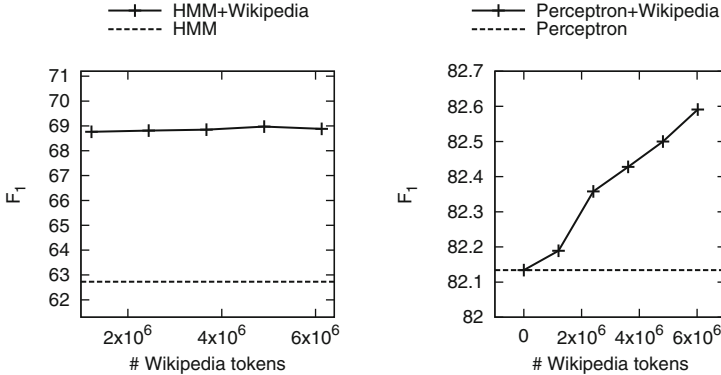 HMM+Wikipedia
HMM
71
70
69
68
67
66
65
64
63
62
F1
2x10^6
4x10^6
6x10^6
# Wikipedia tokens
Perceptron+Wikipedia
Perceptron
82.7
82.6
82.5
82.4
82.3
82.2
82.1
82
F1
0
2x10^6
4x10^6
6x10^6
# Wikipedia tokens